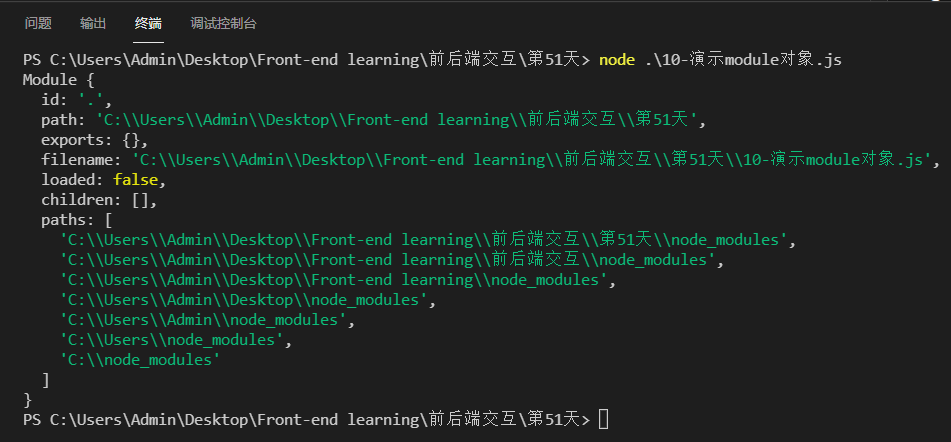 问题 输出 终端 调试控制台
PS C:\Users\Admin\Desktop\Front-end learning\前后端交互\第51天> node .\10-演示module对象.js
Module {
  id: '.',
  path: 'C:\\Users\\Admin\\Desktop\\Front-end learning\\前后端交互\\第51天',
  exports: {},
  filename: 'C:\\Users\\Admin\\Desktop\\Front-end learning\\前后端交互\\第51天\\10-演示module对象.js',
  loaded: false,
  children: [],
  paths: [
    'C:\\Users\\Admin\\Desktop\\Front-end learning\\前后端交互\\第51天\\node_modules',
    'C:\\Users\\Admin\\Desktop\\Front-end learning\\前后端交互\\node_modules',
    'C:\\Users\\Admin\\Desktop\\Front-end learning\\node_modules',
    'C:\\Users\\Admin\\Desktop\\node_modules',
    'C:\\Users\\Admin\\node_modules',
    'C:\\Users\\node_modules',
    'C:\\node_modules'
  ]
}
PS C:\Users\Admin\Desktop\Front-end learning\前后端交互\第51天>